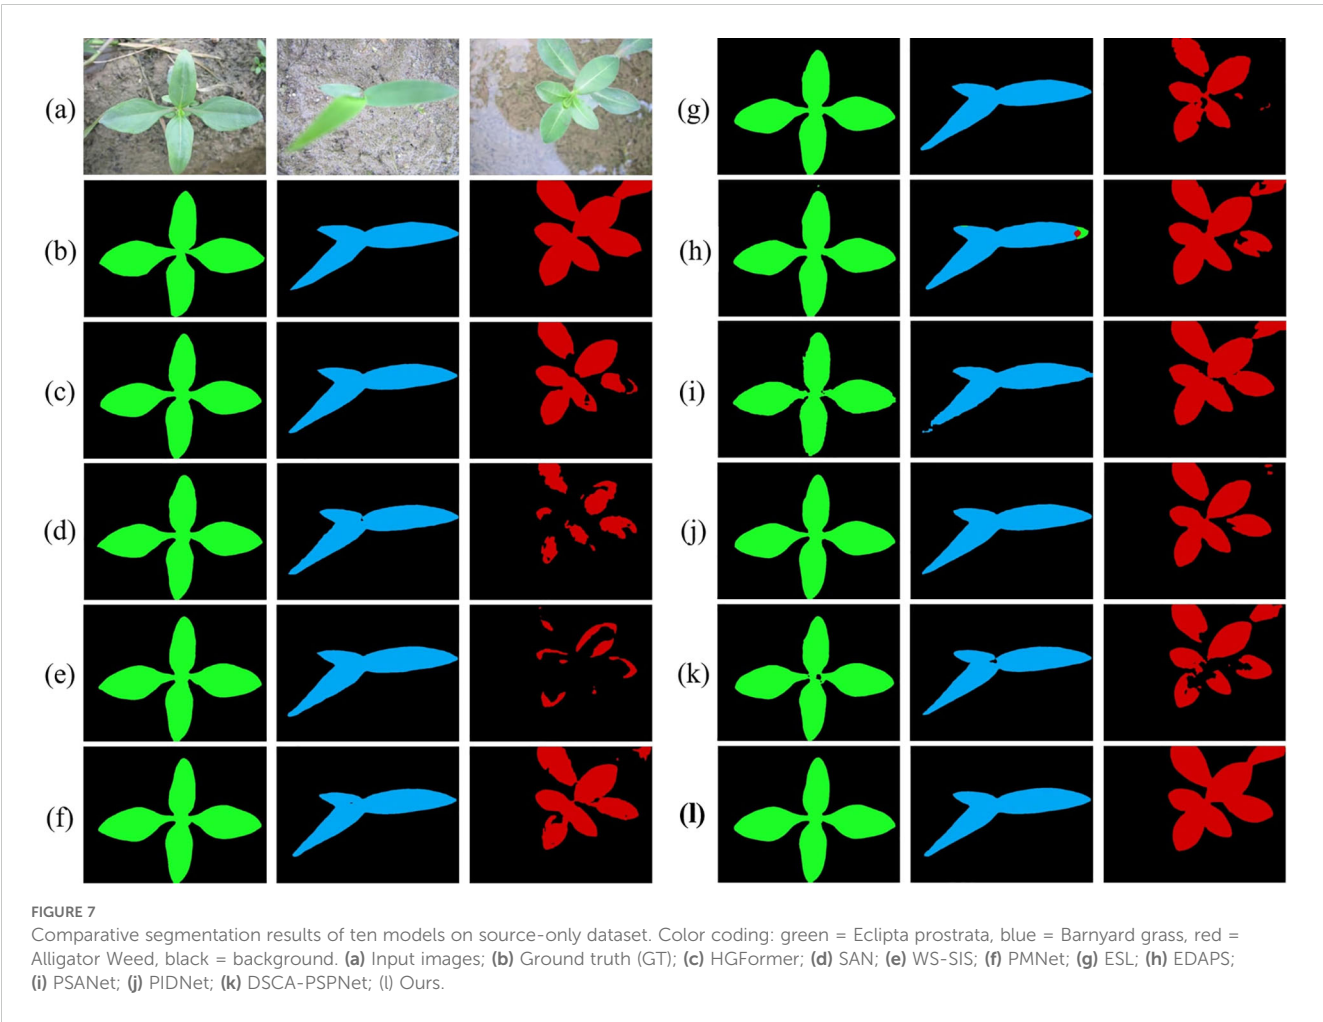 (a)
(b)
(c)
(d)
(e)
(f)
(g)
(h)
(i)
(j)
(k)
(l)
FIGURE 7
Comparative segmentation results of ten models on source-only dataset. Color coding: green = Eclipta prostrata, blue = Barnyard grass, red =
Alligator Weed, black = background. (a) Input images; (b) Ground truth (GT); (c) HGFormer; (d) SAN; (e) WS-SIS; (f) PMNet; (g) ESL; (h) EDAPS;
(i) PSANet; (j) PIDNet; (k) DSCA-PSPNet; (l) Ours.